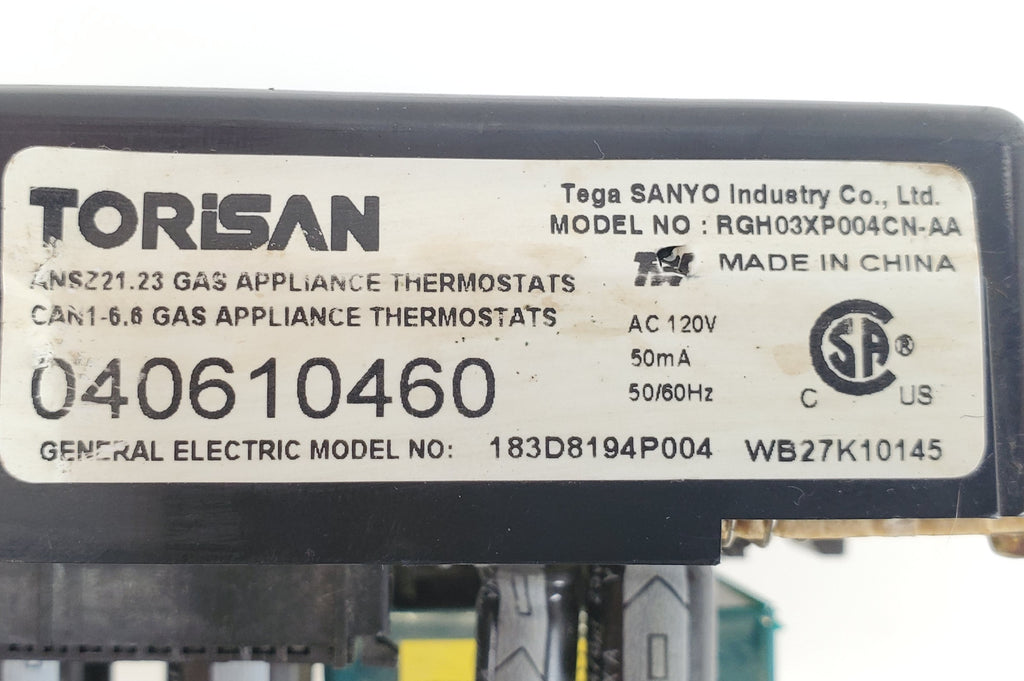 TORiSAN
Tega SANYO Industry Co., Ltd.
MODEL NO : RGH03XP004CN-AA
MADE IN CHINA
ANSZ21.23 GAS APPLIANCE THERMOSTATS
CAN1-6.6 GAS APPLIANCE THERMOSTATS
AC 120V
50mA
50/60Hz
SA ®
C US
040610460
GENERAL ELECTRIC MODEL NO: 183D8194P004 WB27K10145